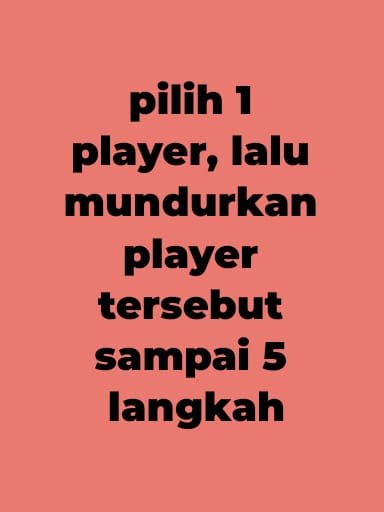 pilih 1
player, lalu
mundurkan
player
tersebut
sampai 5
langkah